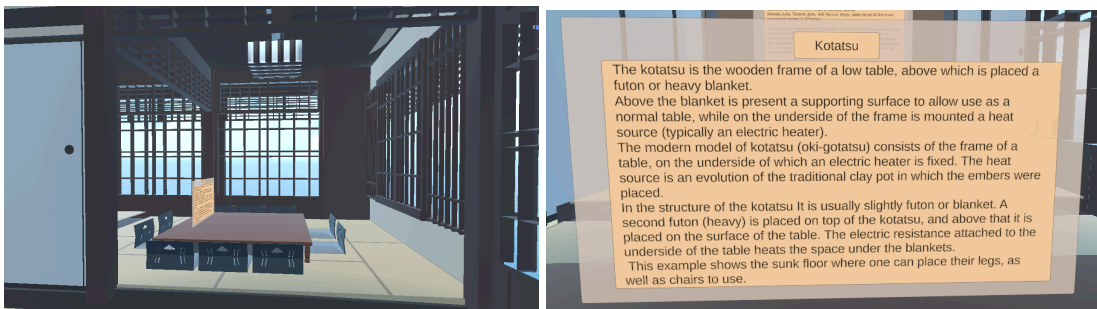 Kotatsu
The kotatsu is the wooden frame of a low table, above which is placed a
futon or heavy blanket.
Above the blanket is present a supporting surface to allow use as a
normal table, while on the underside of the frame is mounted a heat
source (typically an electric heater).
The modern model of kotatsu (oki-gotatsu) consists of the frame of a
table, on the underside of which an electric heater is fixed. The heat
source is an evolution of the traditional clay pot in which the embers were
placed.
in the structure of the kotatsu It is usually slightly futon or blanket. A
second futon (heavy) is placed on top of the kotatsu, and above that it is
placed on the surface of the table. The electric resistance attached to the
underside of the table heats the space under the blankets.
This example shows the sunk floor where one can place their legs, as
well as chairs to use.